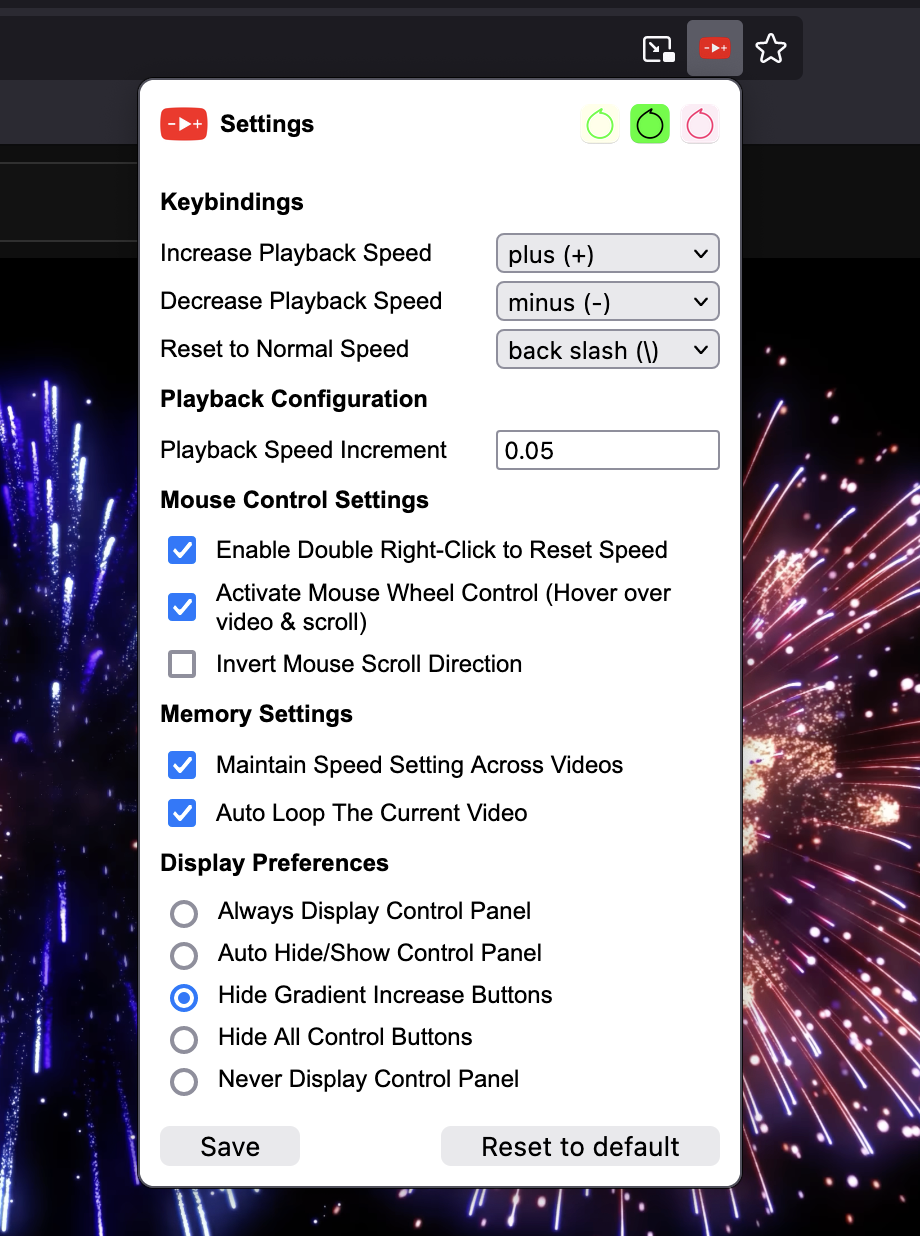 Settings
Keybindings
Increase Playback Speed
plus (+)
Decrease Playback Speed
minus (-)
Reset to Normal Speed
back slash (\)
Playback Configuration
Playback Speed Increment
0.05
Mouse Control Settings
Enable Double Right-Click to Reset Speed
Activate Mouse Wheel Control (Hover over
video & scroll)
Invert Mouse Scroll Direction
Memory Settings
Maintain Speed Setting Across Videos
Auto Loop The Current Video
Display Preferences
Always Display Control Panel
Auto Hide/Show Control Panel
Hide Gradient Increase Buttons
Hide All Control Buttons
Never Display Control Panel
Save
Reset to default